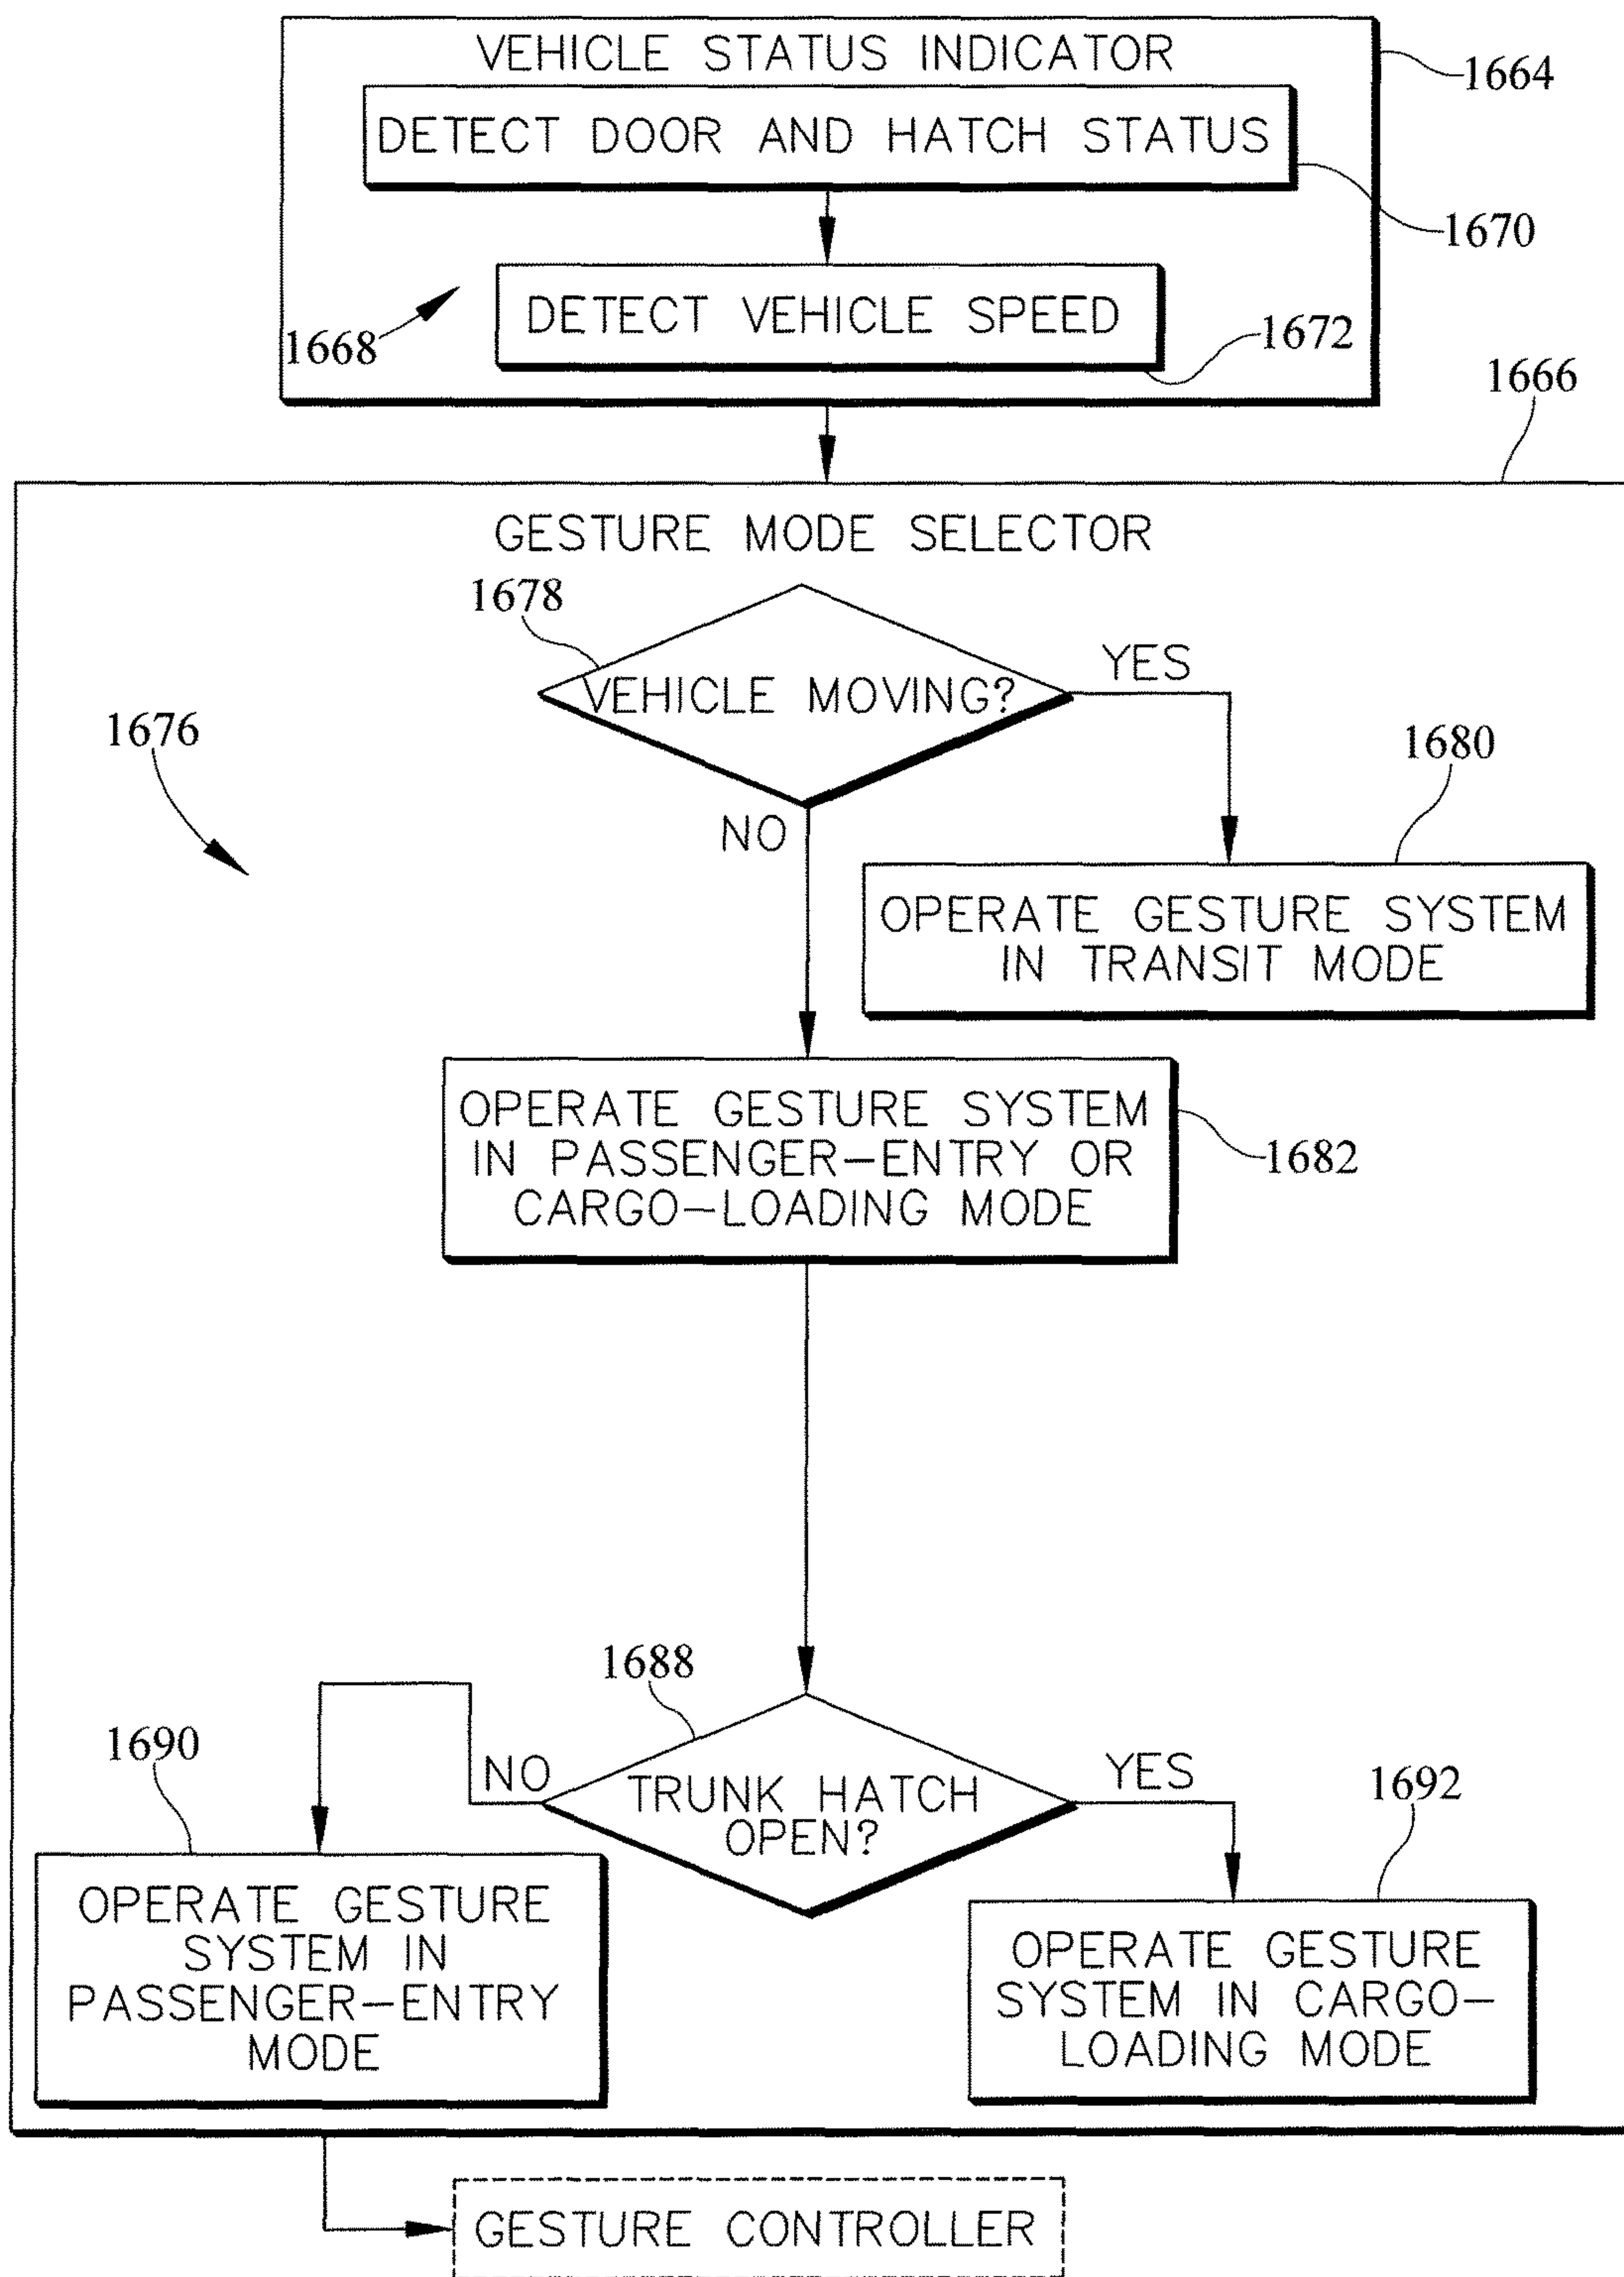 VEHICLE STATUS INDICATOR
1664
DETECT DOOR AND HATCH STATUS
1670
DETECT VEHICLE SPEED
1668
1672
1666
GESTURE MODE SELECTOR
1678
VEHICLE MOVING?
YES
1676
1680
NO
OPERATE GESTURE SYSTEM
IN TRANSIT MODE
OPERATE GESTURE SYSTEM
IN PASSENGER-ENTRY OR
CARGO-LOADING MODE
1682
1688
1690
NO
TRUNK HATCH
OPEN?
YES
1692
OPERATE GESTURE
SYSTEM IN
PASSENGER-ENTRY
MODE
OPERATE GESTURE
SYSTEM IN CARGO-
LOADING MODE
GESTURE CONTROLLER